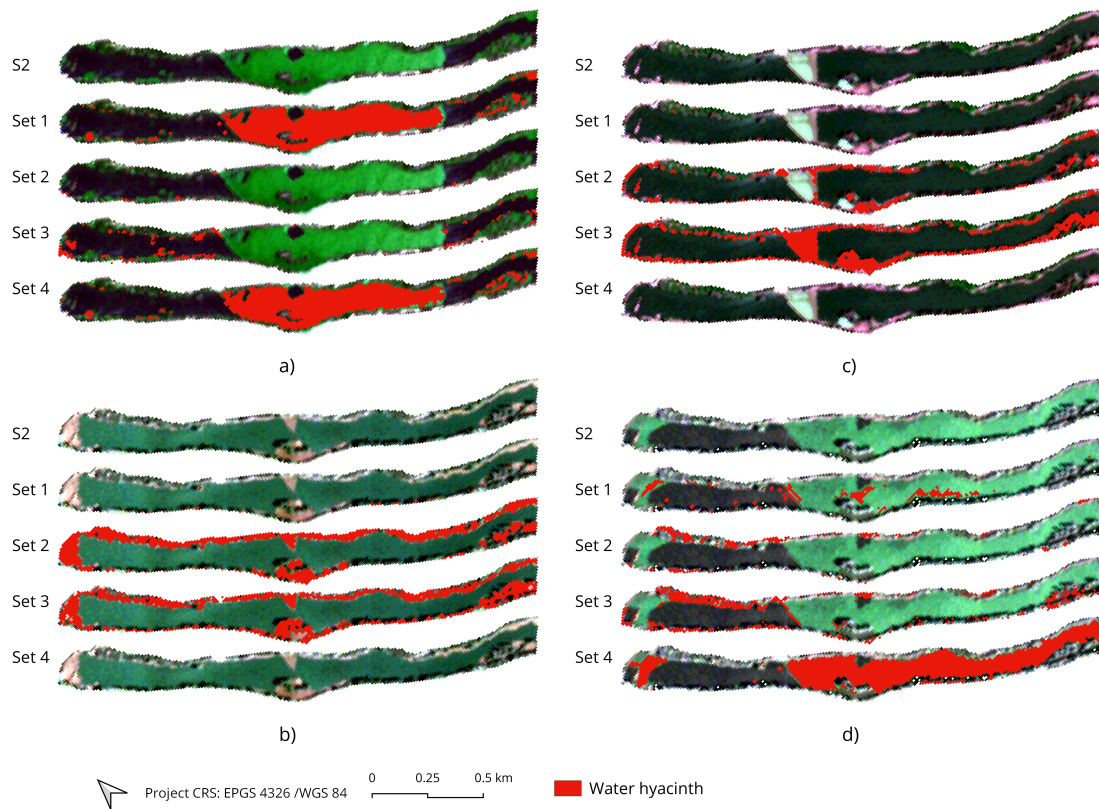 S2
Set 1
Set 2
Set 3
Set 4
a)
S2
Set 1
Set 2
Set 3
Set 4
c)
S2
Set 1
Set 2
Set 3
Set 4
b)
S2
Set 1
Set 2
Set 3
Set 4
d)
Project CRS: EPGS 4326 /WGS 84
0 0.25 0.5 km
Water hyacinth